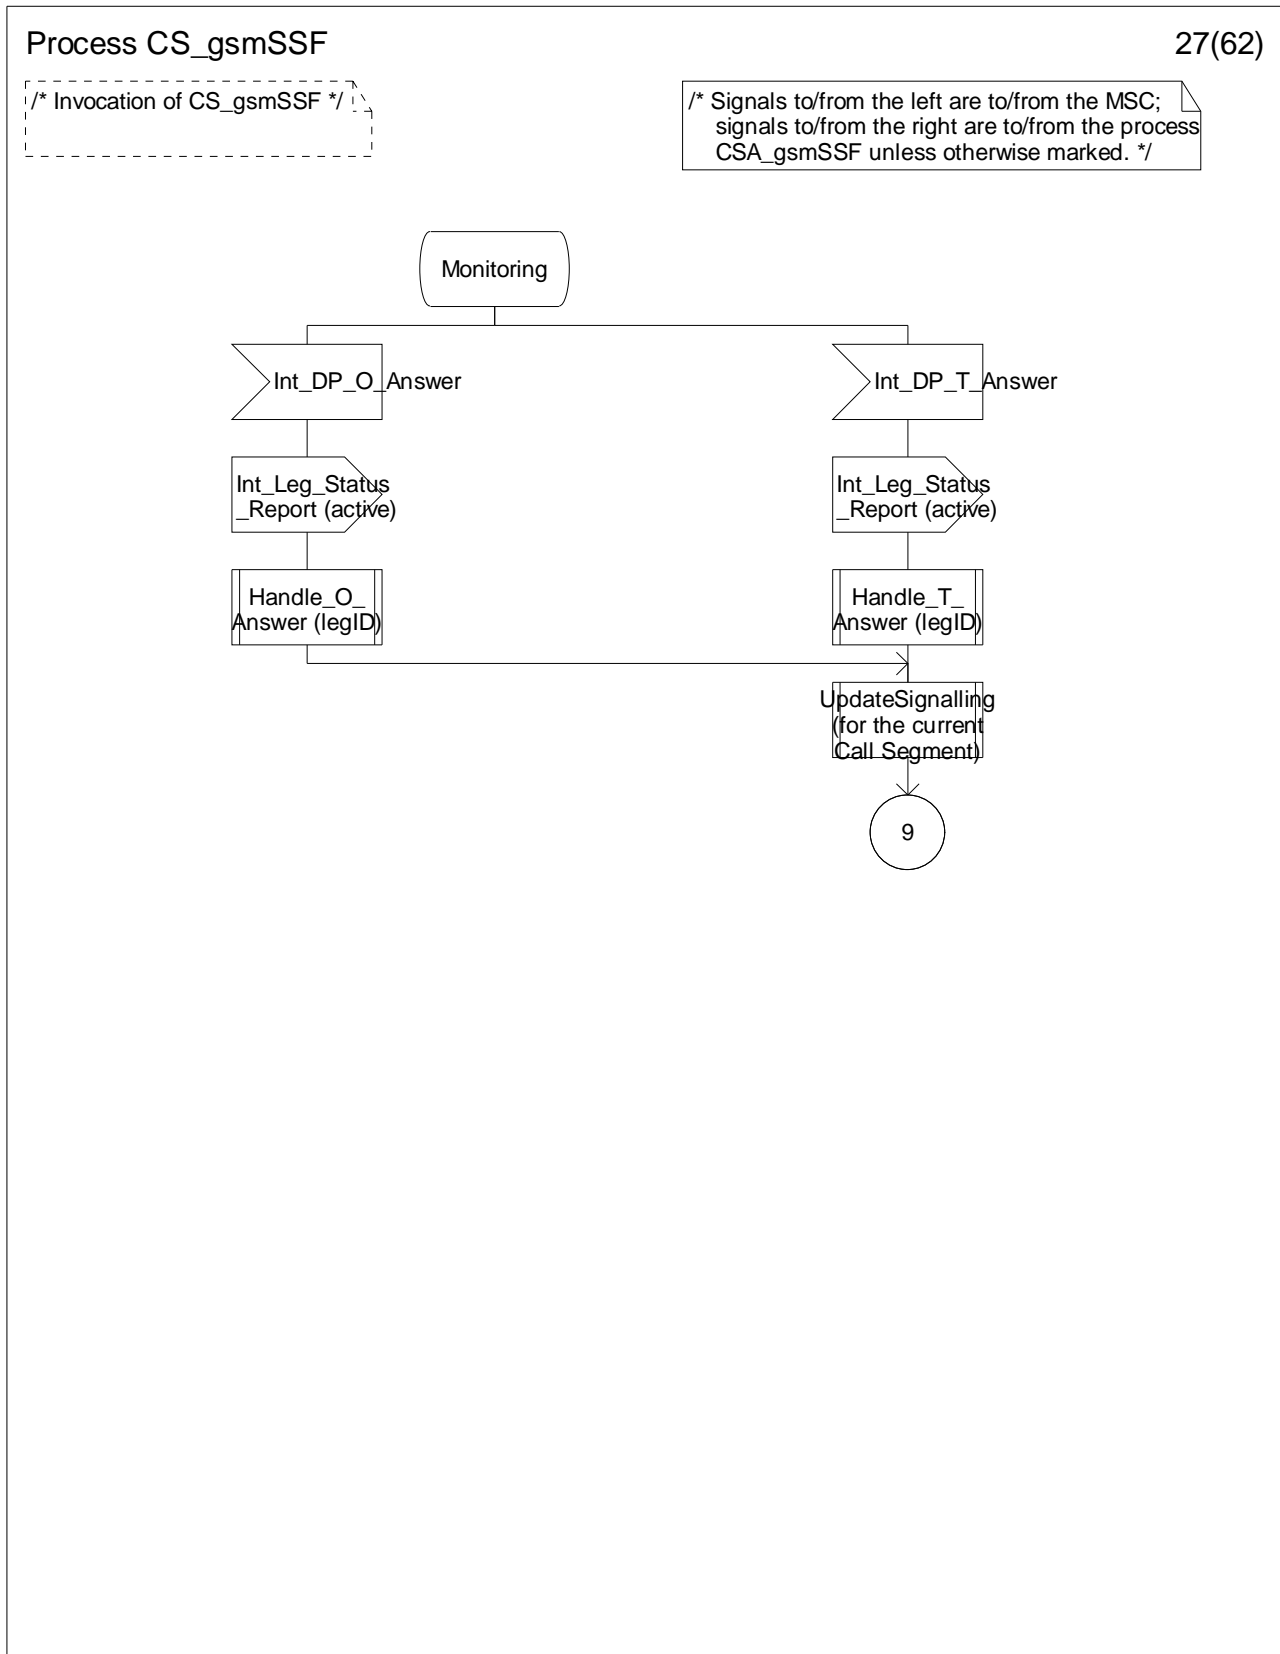 Process CS_gsmSSF
27(62)
/* Invocation of CS_gsmSSF */
/* Signals to/from the left are to/from the MSC;
signals to/from the right are to/from the process
CSA_gsmSSF unless otherwise marked. */
Monitoring
Int_DP_O_Answer
Int_DP_T_Answer
Int_Leg_Status
_Report (active)
Int_Leg_Status
_Report (active)
Handle_O_
Answer (legID)
Handle_T_
Answer (legID)
UpdateSignalling
(for the current
Call Segment)
9